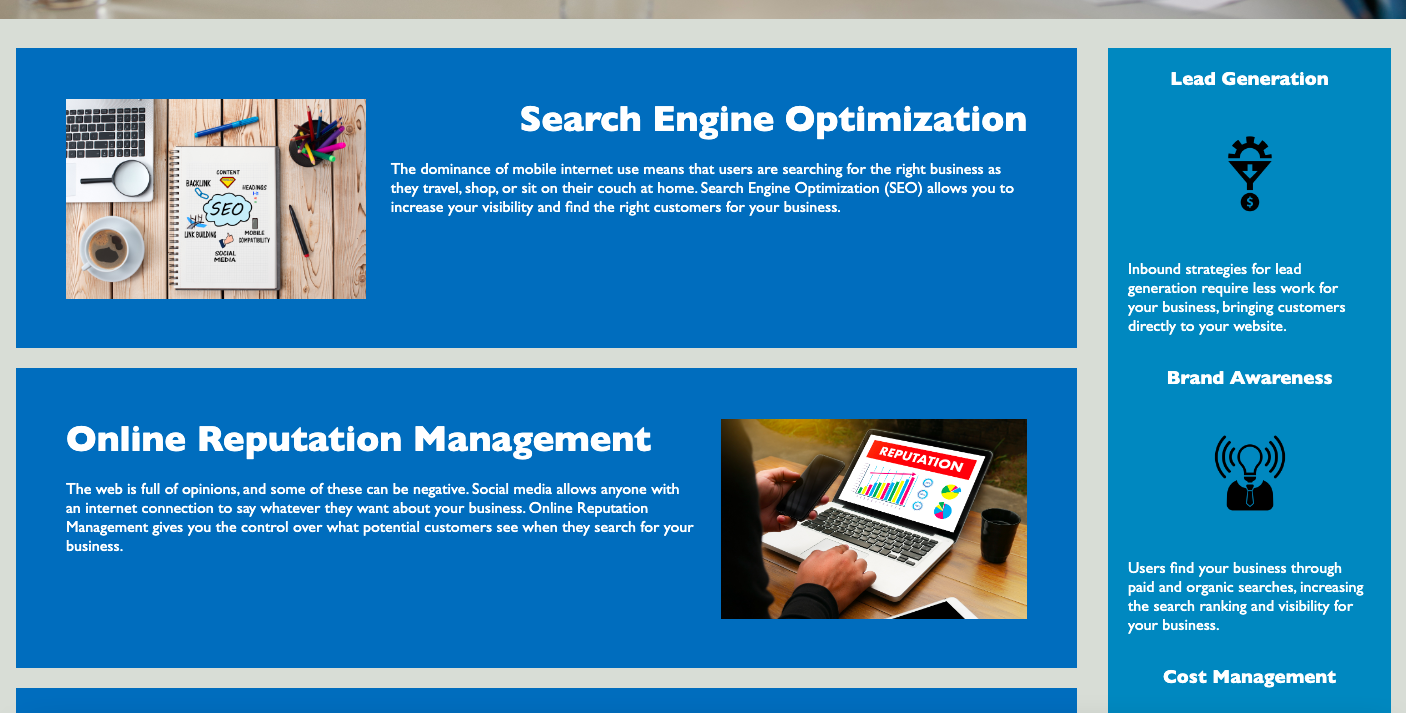 Search Engine Optimization
The dominance of mobile internet use means that users are searching for the right business as
they travel, shop, or sit on their couch at home. Search Engine Optimization (SEO) allows you to
increase your visibility and find the right customers for your business.
CONTENT
BACKLINK
HEADINGS
SEO
LINK BUILDING
MOBILE
COMPATIBILITY
SOCIAL
MEDIA
Online Reputation Management
The web is full of opinions, and some of these can be negative. Social media allows anyone with
an internet connection to say whatever they want about your business. Online Reputation
Management gives you the control over what potential customers see when they search for your
business.
REPUTATION
Lead Generation
$
Inbound strategies for lead
generation require less work for
your business, bringing customers
directly to your website.
Brand Awareness
Users find your business through
paid and organic searches, increasing
the search ranking and visibility for
your business.
Cost Management